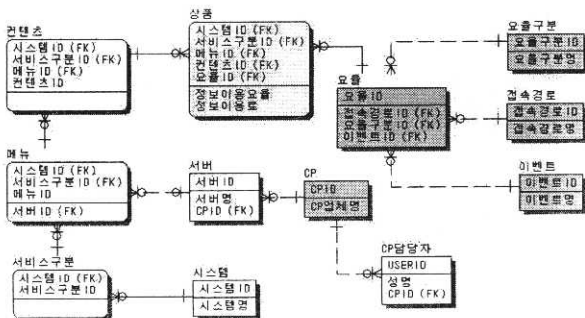 컨텐츠
시스템ID (FK)
서비스구분ID (FK)
메뉴ID (FK)
컨텐츠ID
상품
시스템ID (FK)
서비스구분ID (FK)
메뉴ID (FK)
컨텐츠ID (FK)
요율ID (FK)
정보이용요율
정보이용료
요율구분
요율구분ID
요율구분명
요율
요율ID
접속경로ID (FK)
요율구분ID (FK)
이벤트ID (FK)
접속경로
접속경로ID
접속경로명
이벤트
이벤트ID
이벤트명
메뉴
시스템ID (FK)
서비스구분ID (FK)
메뉴ID
서버ID (FK)
서버
서버ID
서버명
CPID (FK)
CP
CPID
CP업체명
CP담당자
USERID
성명
CPID (FK)
서비스구분
시스템ID (FK)
서비스구분ID
시스템
시스템ID
시스템명